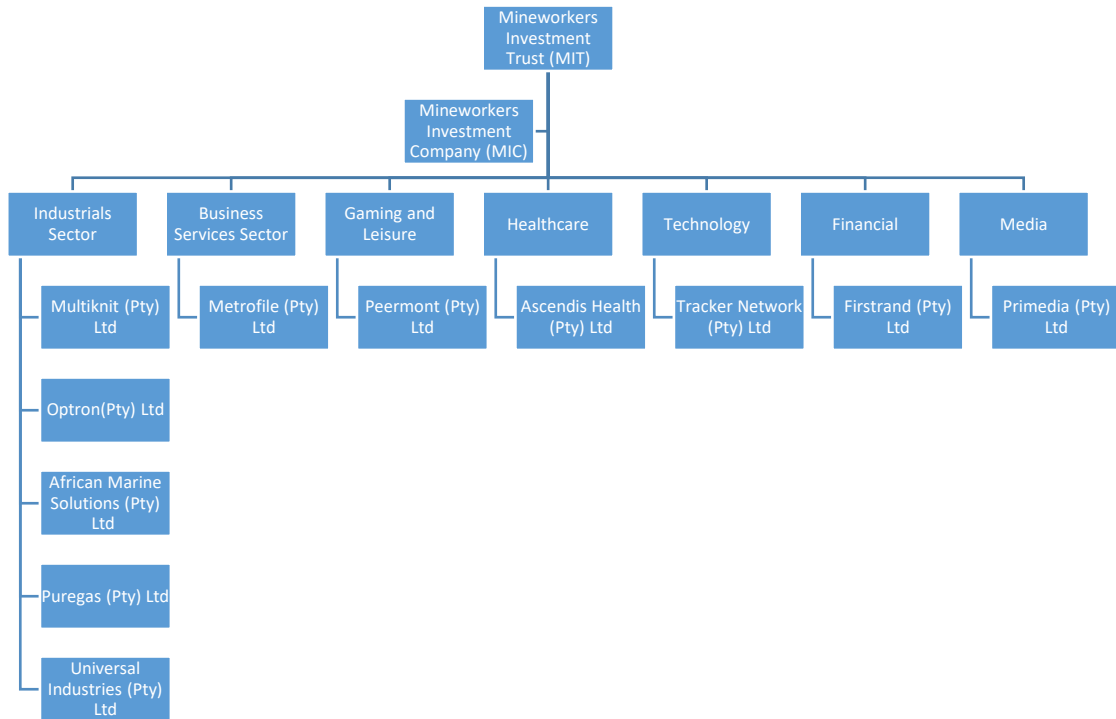 Mineworkers
Investment
Trust (MIT)
Mineworkers
Investment
Company (MIC)
Industrials
Sector
Business
Services Sector
Gaming and
Leisure
Healthcare
Technology
Financial
Media
Multiknit (Pty)
Ltd
Metrofile (Pty)
Ltd
Peermont (Pty)
Ltd
Ascendis Health
(Pty) Ltd
Tracker Network
(Pty) Ltd
Firstrand (Pty)
Ltd
Primedia (Pty)
Ltd
Optron(Pty) Ltd
African Marine
Solutions (Pty)
Ltd
Puregas (Pty) Ltd
Universal
Industries (Pty)
Ltd